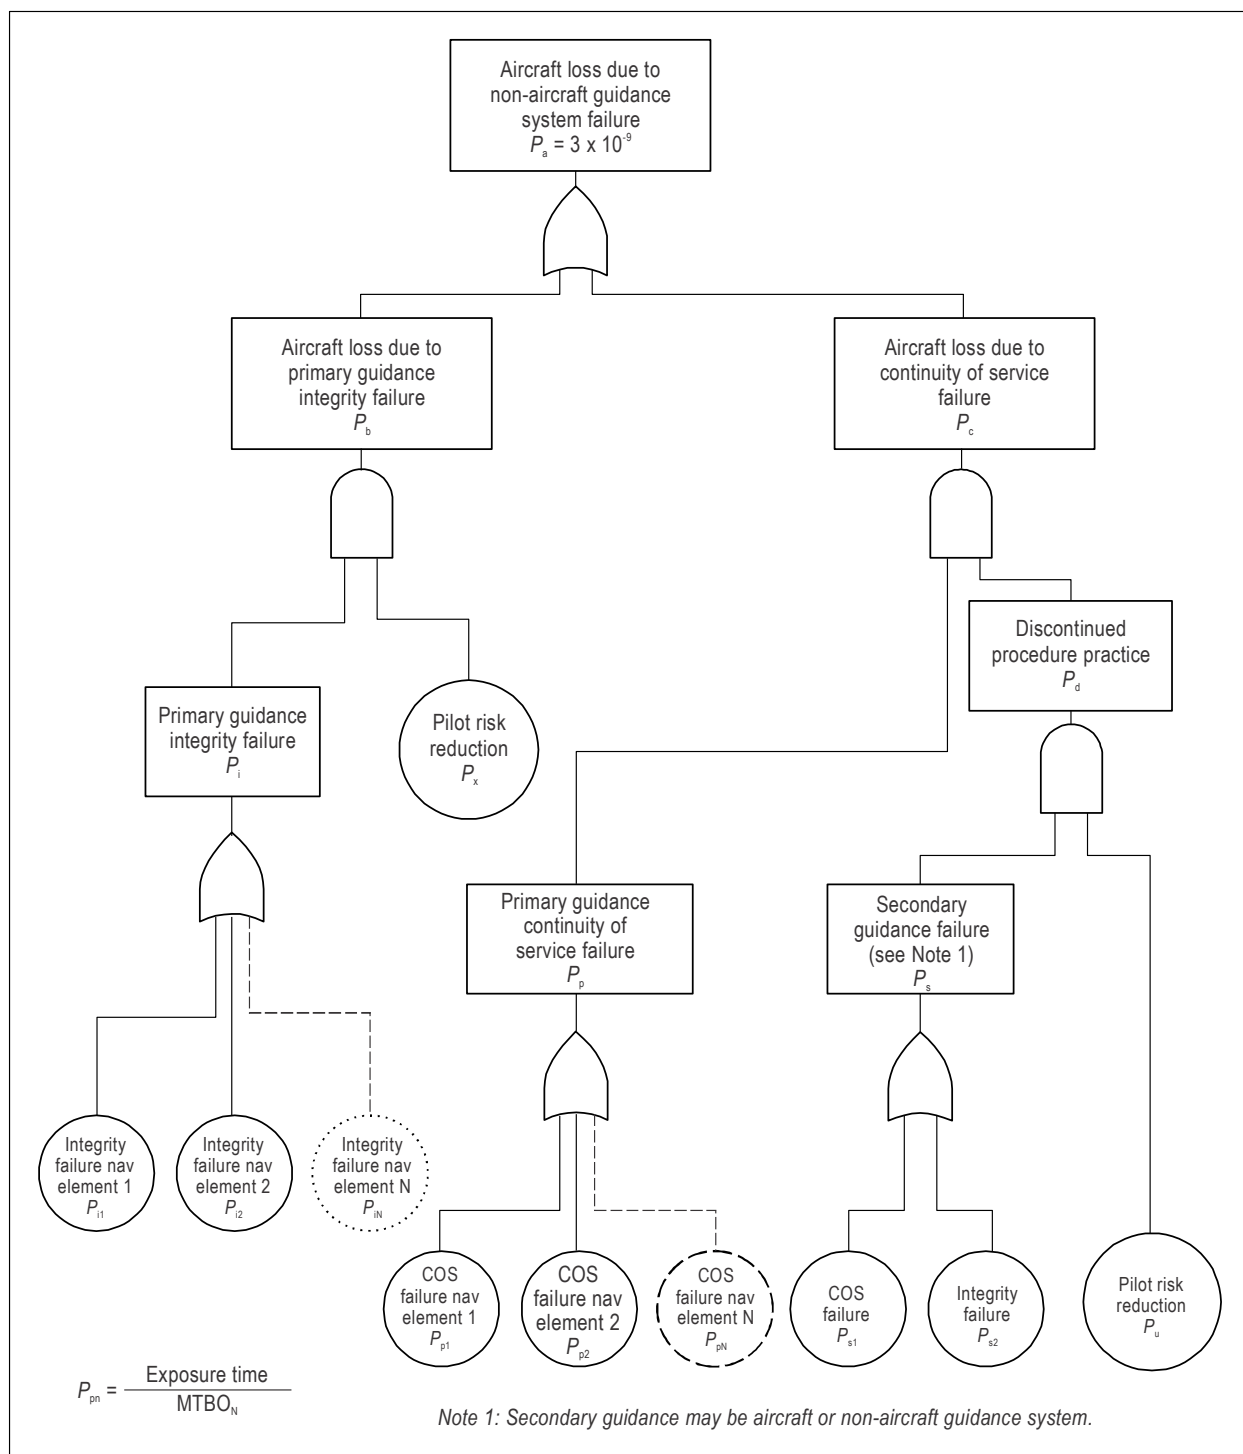 Aircraft loss due to
non-aircraft guidance
system failure
Pa = 3 x 10-9
Aircraft loss due to
primary guidance
integrity failure
Pb
Aircraft loss due to
continuity of service
failure
Pc
Discontinued
procedure practice
Pd
Primary guidance
integrity failure
Pi
Pilot risk
reduction
Px
Primary guidance
continuity of
service failure
Pp
Secondary
guidance failure
(see Note 1)
Ps
Integrity
failure nav
element 1
Pi1
Integrity
failure nav
element 2
Pi2
Integrity
failure nav
element N
PiN
COS
failure nav
element 1
Pp1
COS
failure nav
element 2
Pp2
COS
failure nav
element N
PpN
COS
failure
Ps1
Integrity
failure
Ps2
Pilot risk
reduction
Pu
Ppn = Exposure time
MTBON
Note 1: Secondary guidance may be aircraft or non-aircraft guidance system.